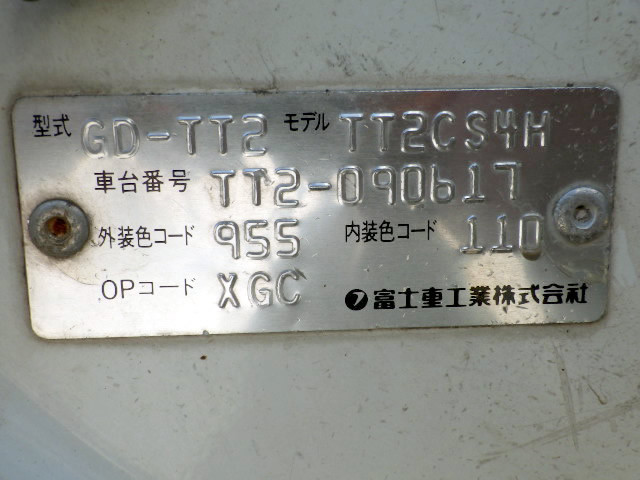 型式 GD-TT2 モデル TT2CS4H
車台番号 TT2-090617
外装色コード 955 内装色コード 110
OPコード XGC フ富士重工業株式会社